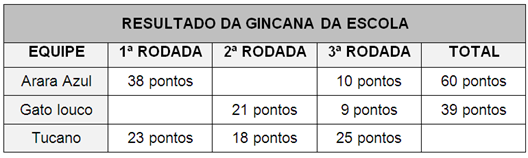 RESULTADO DA GINCANA DA ESCOLA
EQUIPE 1ª RODADA 2ª RODADA 3ª RODADA TOTAL
Arara Azul 38 pontos 10 pontos 60 pontos
Gato louco 21 pontos 9 pontos 39 pontos
Tucano 23 pontos 18 pontos 25 pontos